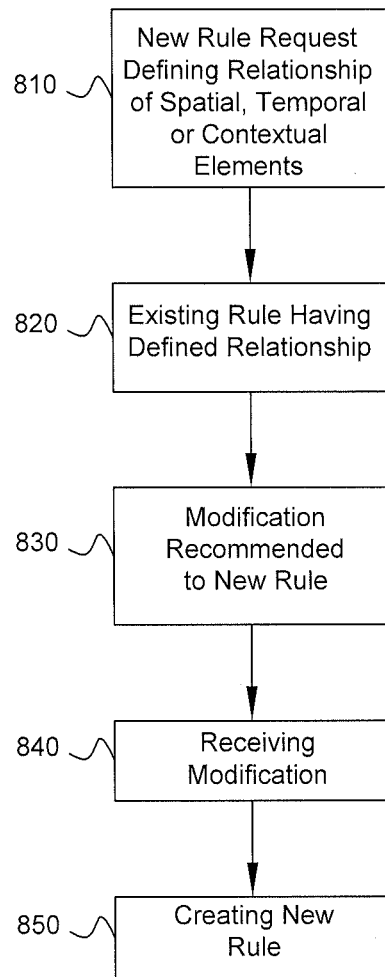 810
New Rule Request
Defining Relationship
of Spatial, Temporal
or Contextual
Elements
820
Existing Rule Having
Defined Relationship
830
Modification
Recommended
to New Rule
840
Receiving
Modification
850
Creating New
Rule